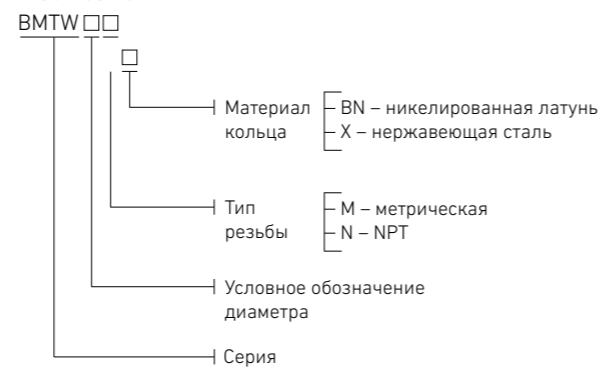 BMTW□□
□
Материал BN – никелированная латунь
кольца X – нержавеющая сталь
Тип M – метрическая
резьбы N – NPT
Условное обозначение
диаметра
Серия